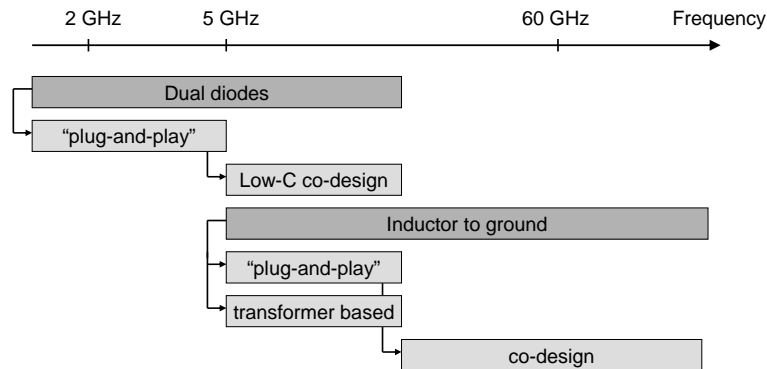 2 GHz 5 GHz 60 GHz Frequency
Dual diodes
“plug-and-play”
Low-C co-design
Inductor to ground
“plug-and-play”
transformer based
co-design